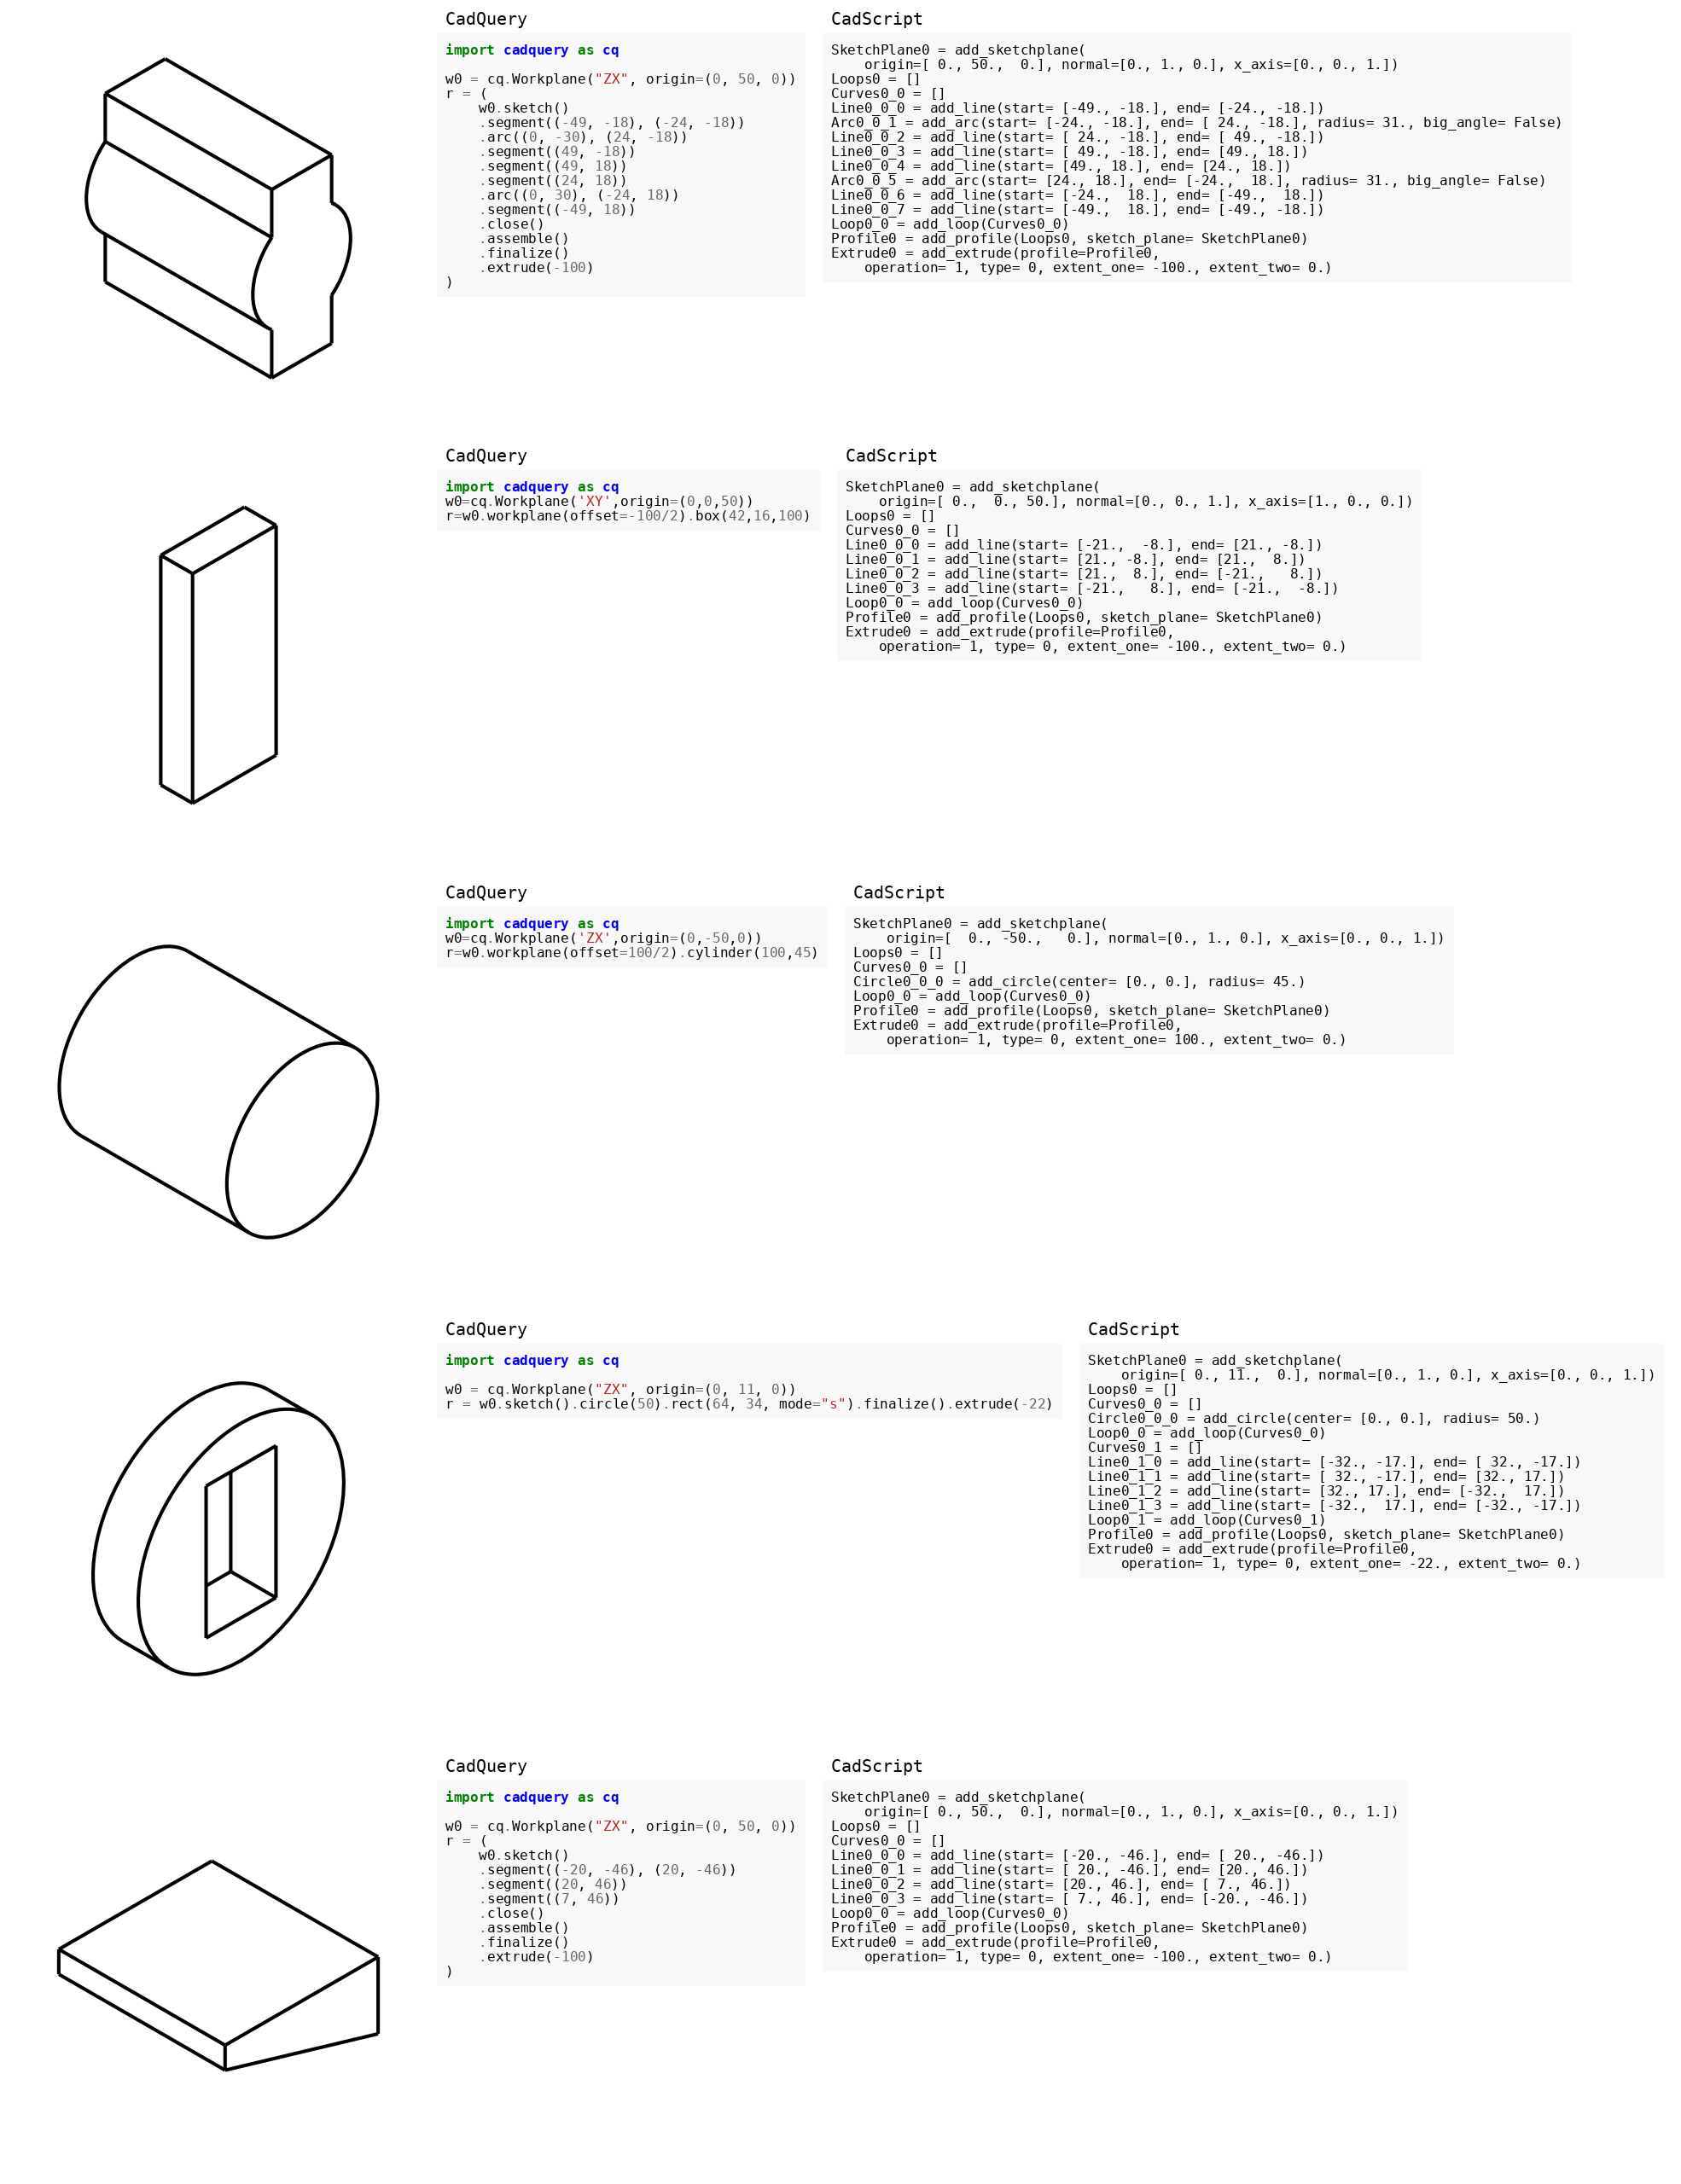 CadQuery
import cadquery as cq
w0 = cq.Workplane("ZX", origin=(0, 50, 0))
r = (
    w0.sketch()
    .segment((-49, -18), (-24, -18))
    .arc((0, -30), (24, -18))
    .segment((49, -18))
    .segment((49, 18))
    .segment((24, 18))
    .arc((0, 30), (-24, 18))
    .segment((-49, 18))
    .close()
    .assemble()
    .finalize()
    .extrude(-100)
)
CadScript
SketchPlane0 = add_sketchplane(
    origin=[ 0., 50.,  0.], normal=[0., 1., 0.], x_axis=[0., 0., 1.])
Loops0 = []
Curves0_0 = []
Line0_0_0 = add_line(start= [-49., -18.], end= [-24., -18.])
Arc0_0_1 = add_arc(start= [-24., -18.], end= [ 24., -18.], radius= 31., big_angle= False)
Line0_0_2 = add_line(start= [ 24., -18.], end= [ 49., -18.])
Line0_0_3 = add_line(start= [ 49., -18.], end= [49., 18.])
Line0_0_4 = add_line(start= [49., 18.], end= [24., 18.])
Arc0_0_5 = add_arc(start= [24., 18.], end= [-24.,  18.], radius= 31., big_angle= False)
Line0_0_6 = add_line(start= [-24.,  18.], end= [-49.,  18.])
Line0_0_7 = add_line(start= [-49.,  18.], end= [-49., -18.])
Loop0_0 = add_loop(Curves0_0)
Profile0 = add_profile(Loops0, sketch_plane= SketchPlane0)
Extrude0 = add_extrude(profile=Profile0,
    operation= 1, type= 0, extent_one= -100., extent_two= 0.)
CadQuery
import cadquery as cq
w0=cq.Workplane('XY',origin=(0,0,50))
r=w0.workplane(offset=-100/2).box(42,16,100)
CadScript
SketchPlane0 = add_sketchplane(
    origin=[ 0.,  0., 50.], normal=[0., 0., 1.], x_axis=[1., 0., 0.])
Loops0 = []
Curves0_0 = []
Line0_0_0 = add_line(start= [-21.,  -8.], end= [21., -8.])
Line0_0_1 = add_line(start= [21., -8.], end= [21.,  8.])
Line0_0_2 = add_line(start= [21.,  8.], end= [-21.,   8.])
Line0_0_3 = add_line(start= [-21.,   8.], end= [-21.,  -8.])
Loop0_0 = add_loop(Curves0_0)
Profile0 = add_profile(Loops0, sketch_plane= SketchPlane0)
Extrude0 = add_extrude(profile=Profile0,
    operation= 1, type= 0, extent_one= -100., extent_two= 0.)
CadQuery
import cadquery as cq
w0=cq.Workplane('ZX',origin=(0,-50,0))
r=w0.workplane(offset=100/2).cylinder(100,45)
CadScript
SketchPlane0 = add_sketchplane(
    origin=[  0., -50.,   0.], normal=[0., 1., 0.], x_axis=[0., 0., 1.])
Loops0 = []
Curves0_0 = []
Circle0_0_0 = add_circle(center= [0., 0.], radius= 45.)
Loop0_0 = add_loop(Curves0_0)
Profile0 = add_profile(Loops0, sketch_plane= SketchPlane0)
Extrude0 = add_extrude(profile=Profile0,
    operation= 1, type= 0, extent_one= 100., extent_two= 0.)
CadQuery
import cadquery as cq
w0 = cq.Workplane("ZX", origin=(0, 11, 0))
r = w0.sketch().circle(50).rect(64, 34, mode="s").finalize().extrude(-22)
CadScript
SketchPlane0 = add_sketchplane(
    origin=[ 0., 11.,  0.], normal=[0., 1., 0.], x_axis=[0., 0., 1.])
Loops0 = []
Curves0_0 = []
Circle0_0_0 = add_circle(center= [0., 0.], radius= 50.)
Loop0_0 = add_loop(Curves0_0)
Curves0_1 = []
Line0_1_0 = add_line(start= [-32., -17.], end= [ 32., -17.])
Line0_1_1 = add_line(start= [ 32., -17.], end= [32., 17.])
Line0_1_2 = add_line(start= [32., 17.], end= [-32.,  17.])
Line0_1_3 = add_line(start= [-32.,  17.], end= [-32., -17.])
Loop0_1 = add_loop(Curves0_1)
Profile0 = add_profile(Loops0, sketch_plane= SketchPlane0)
Extrude0 = add_extrude(profile=Profile0,
    operation= 1, type= 0, extent_one= -22., extent_two= 0.)
CadQuery
import cadquery as cq
w0 = cq.Workplane("ZX", origin=(0, 50, 0))
r = (
    w0.sketch()
    .segment((-20, -46), (20, -46))
    .segment((20, 46))
    .segment((7, 46))
    .close()
    .assemble()
    .finalize()
    .extrude(-100)
)
CadScript
SketchPlane0 = add_sketchplane(
    origin=[ 0., 50.,  0.], normal=[0., 1., 0.], x_axis=[0., 0., 1.])
Loops0 = []
Curves0_0 = []
Line0_0_0 = add_line(start= [-20., -46.], end= [ 20., -46.])
Line0_0_1 = add_line(start= [ 20., -46.], end= [20., 46.])
Line0_0_2 = add_line(start= [20., 46.], end= [ 7., 46.])
Line0_0_3 = add_line(start= [ 7., 46.], end= [-20., -46.])
Loop0_0 = add_loop(Curves0_0)
Profile0 = add_profile(Loops0, sketch_plane= SketchPlane0)
Extrude0 = add_extrude(profile=Profile0,
    operation= 1, type= 0, extent_one= -100., extent_two= 0.)